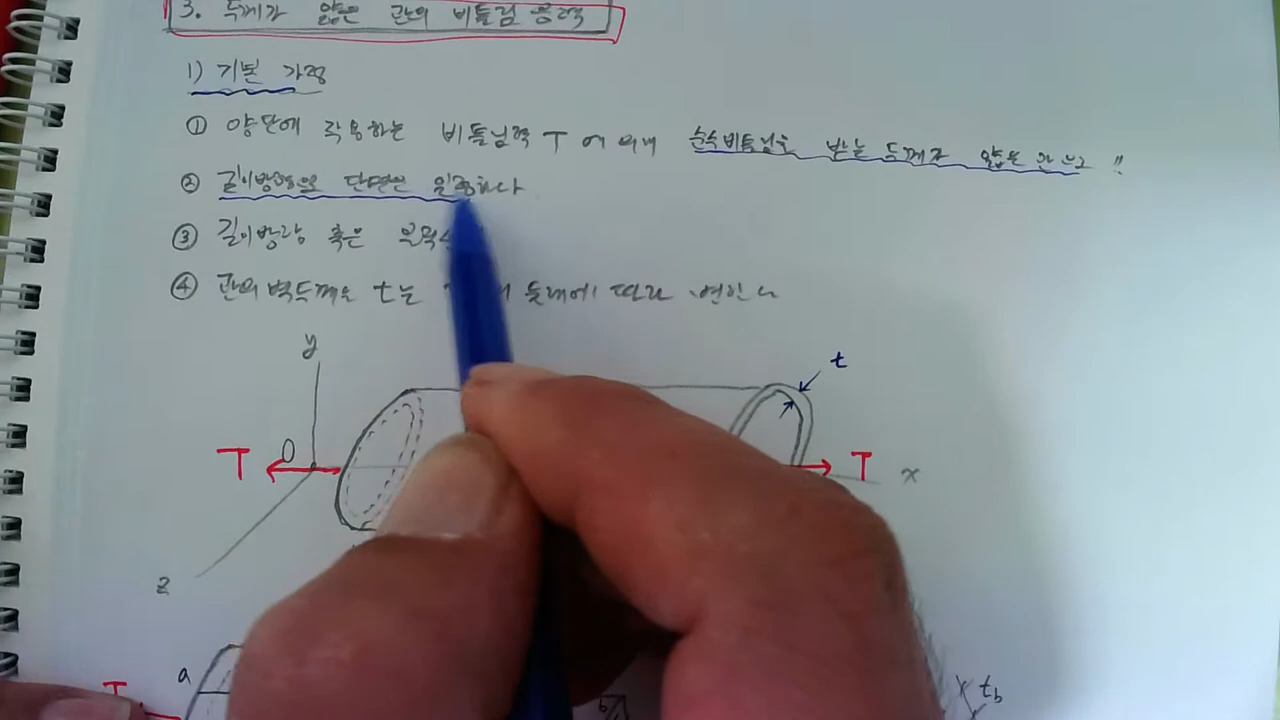 3. 두께가 얇은 관의 비틀림 응력
1) 기본 가정
① 양단에 작용하는 비틀림력 T에 의해 순수비틀림을 받는 두께가 얇은 관으로 !!
② 길이방향으로 단면은 일정하다
③ 길이방향 축은
④ 관의 벽두께 t는 둘레에 따라 변한다
y
t
T
O
T
x
z
a
T
b
tb